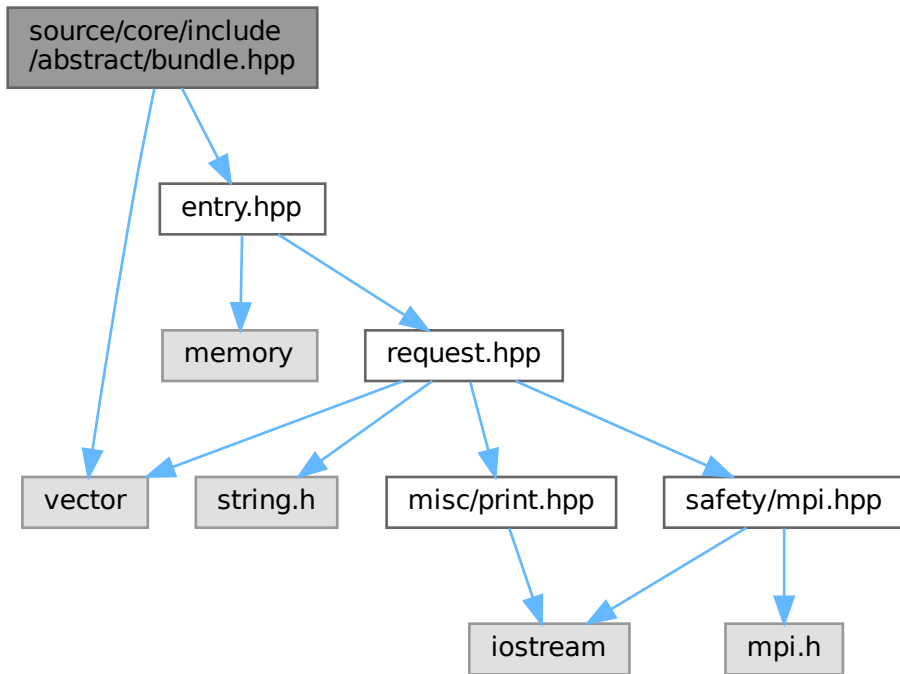 source/core/include
/abstract/bundle.hpp
entry.hpp
memory
request.hpp
vector
string.h
misc/print.hpp
safety/mpi.hpp
iostream
mpi.h